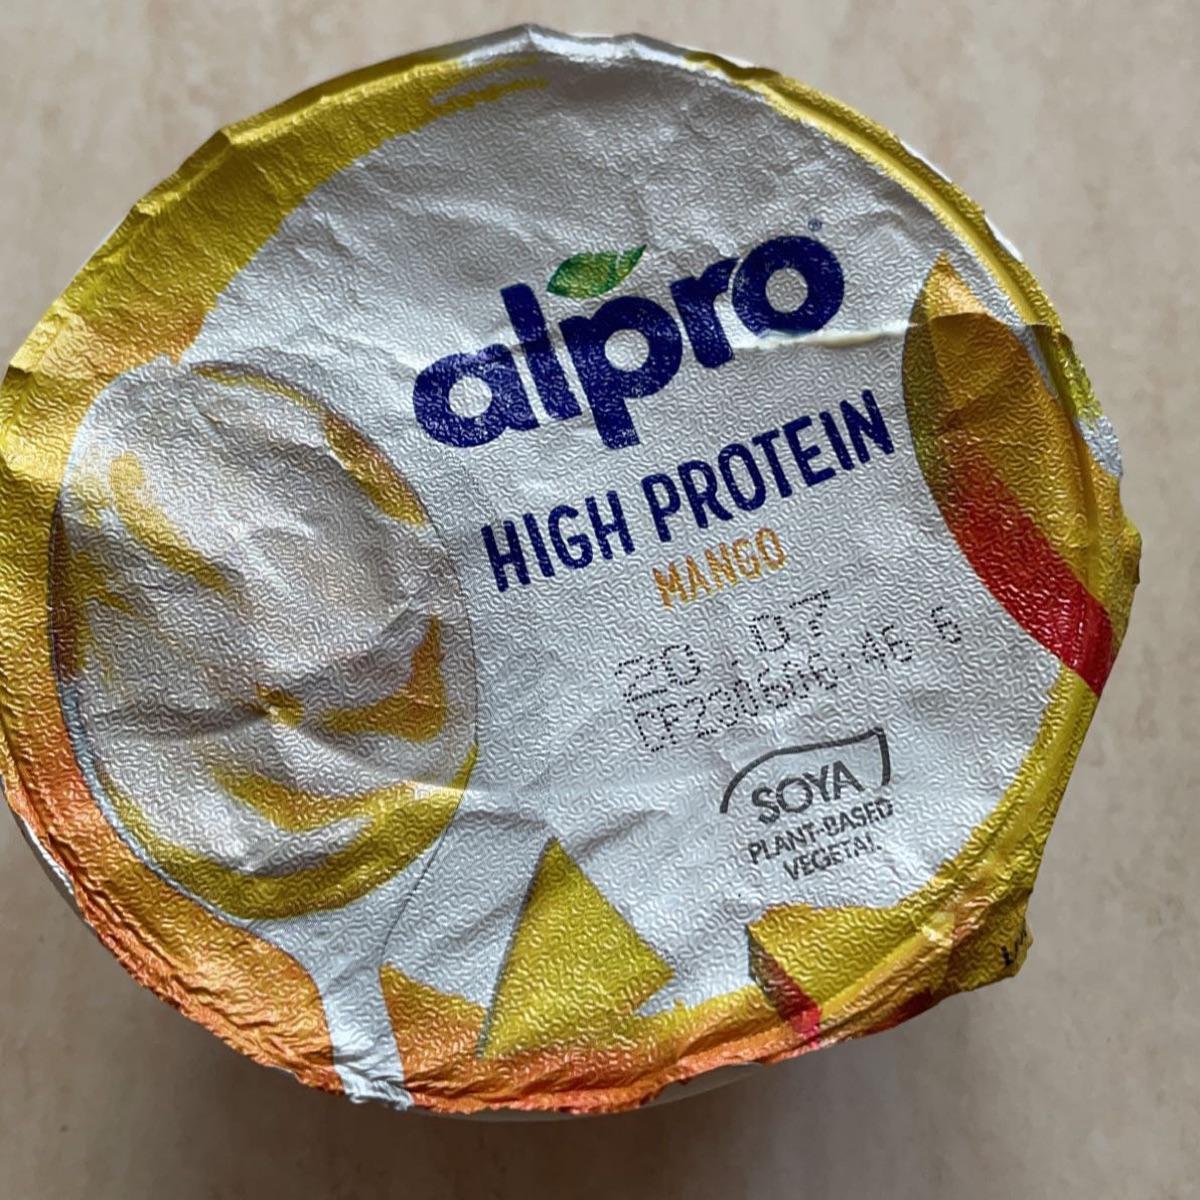 alpro
HIGH PROTEIN
MANGO
20 07
SOYA
PLANT-BASED
VEGETAL